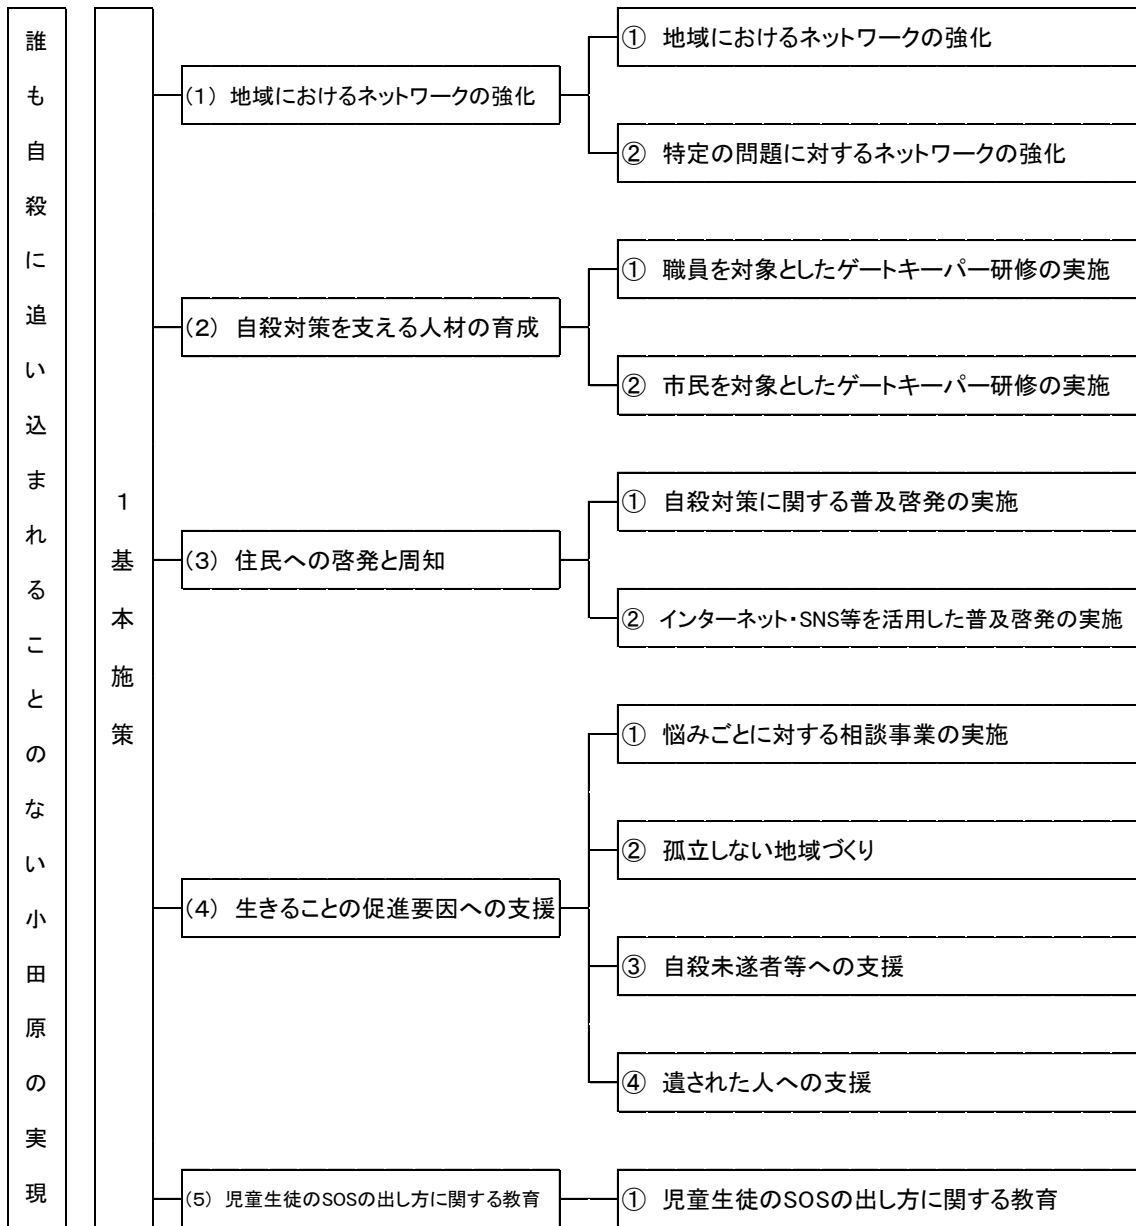 誰も自殺に追い込まれることのない小田原の実現
1基本施策
(1) 地域におけるネットワークの強化
① 地域におけるネットワークの強化
② 特定の問題に対するネットワークの強化
(2) 自殺対策を支える人材の育成
① 職員を対象としたゲートキーパー研修の実施
② 市民を対象としたゲートキーパー研修の実施
(3) 住民への啓発と周知
① 自殺対策に関する普及啓発の実施
② インターネット・SNS等を活用した普及啓発の実施
(4) 生きることの促進要因への支援
① 悩みごとに対する相談事業の実施
② 孤立しない地域づくり
③ 自殺未遂者等への支援
④ 遺された人への支援
(5) 児童生徒のSOSの出し方に関する教育
① 児童生徒のSOSの出し方に関する教育